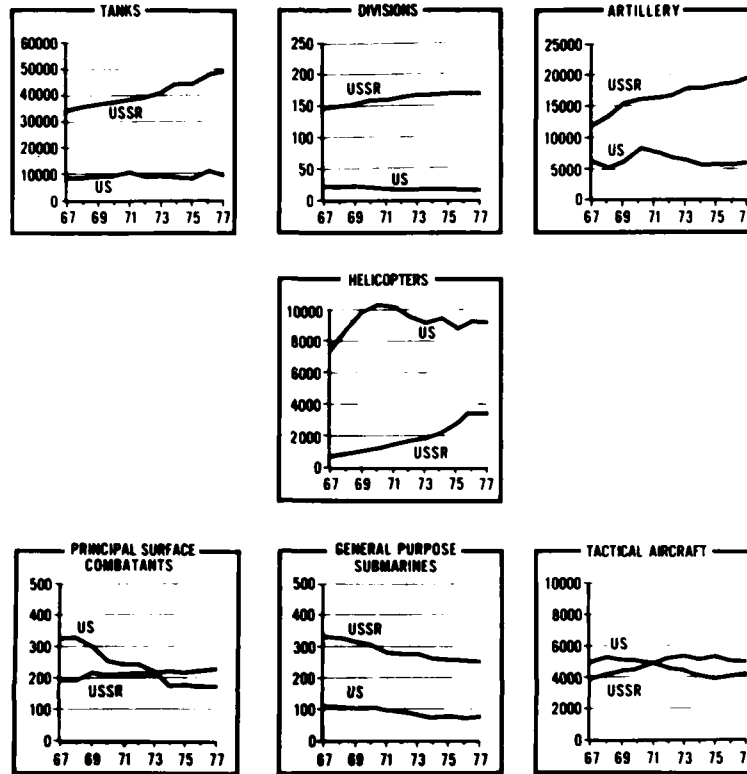 TANKS
60000
50000
40000
30000
20000
10000
0
USSR
US
67 69 71 73 75 77
DIVISIONS
250
200
150
100
50
0
USSR
US
67 69 71 73 75 77
ARTILLERY
25000
20000
15000
10000
5000
0
USSR
US
67 69 71 73 75 77
HELICOPTERS
10000
8000
6000
4000
2000
0
US
USSR
67 69 71 73 75 77
PRINCIPAL SURFACE
COMBATANTS
500
400
300
200
100
0
US
USSR
67 69 71 73 75 77
GENERAL PURPOSE
SUBMARINES
500
400
300
200
100
0
USSR
US
67 69 71 73 75 77
TACTICAL AIRCRAFT
10000
8000
6000
4000
2000
0
US
USSR
67 69 71 73 75 77